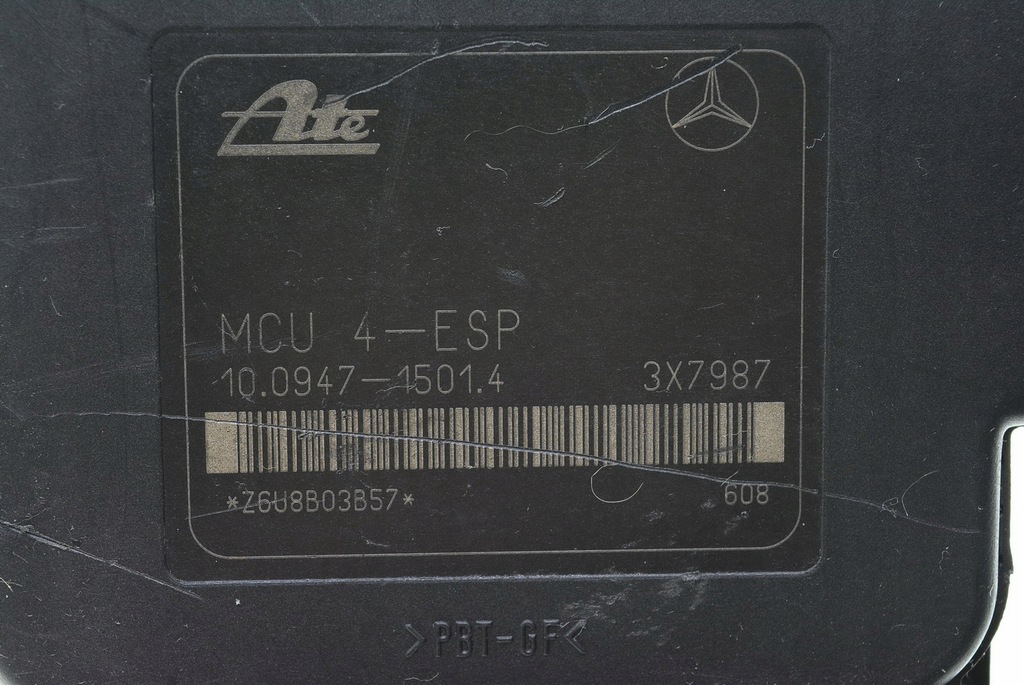 Ate
MCU 4-ESP
10.0947-1501.4 3X7987
*Z6U8B03B57*
608
>PBT-GF<